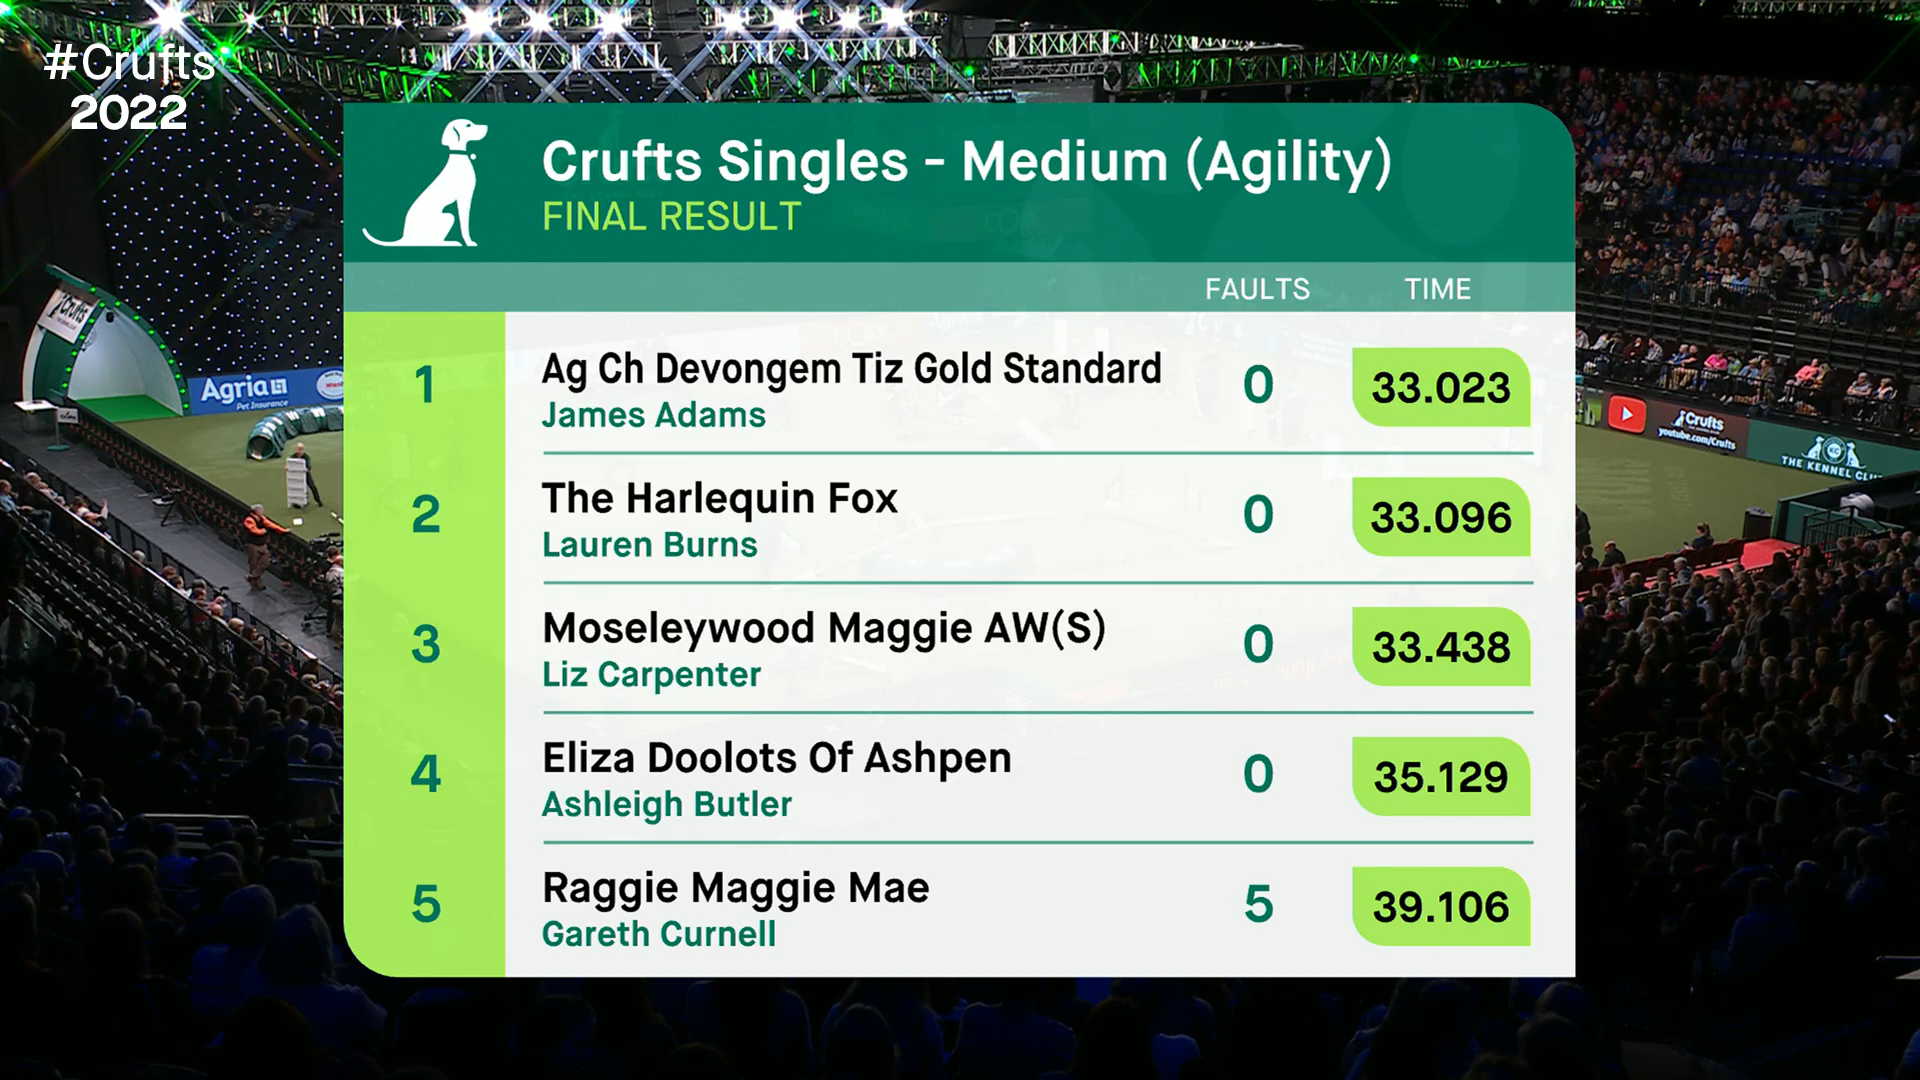 #Crufts
2022
Crufts Singles - Medium (Agility)
FINAL RESULT
FAULTS TIME
1 Ag Ch Devongem Tiz Gold Standard 0 33.023
James Adams
2 The Harlequin Fox 0 33.096
Lauren Burns
3 Moseleywood Maggie AW(S) 0 33.438
Liz Carpenter
4 Eliza Doolots Of Ashpen 0 35.129
Ashleigh Butler
5 Raggie Maggie Mae 5 39.106
Gareth Curnell
Crufts
Agria
Pet Insurance
Crufts
youtube.com/Crufts
THE KENNEL